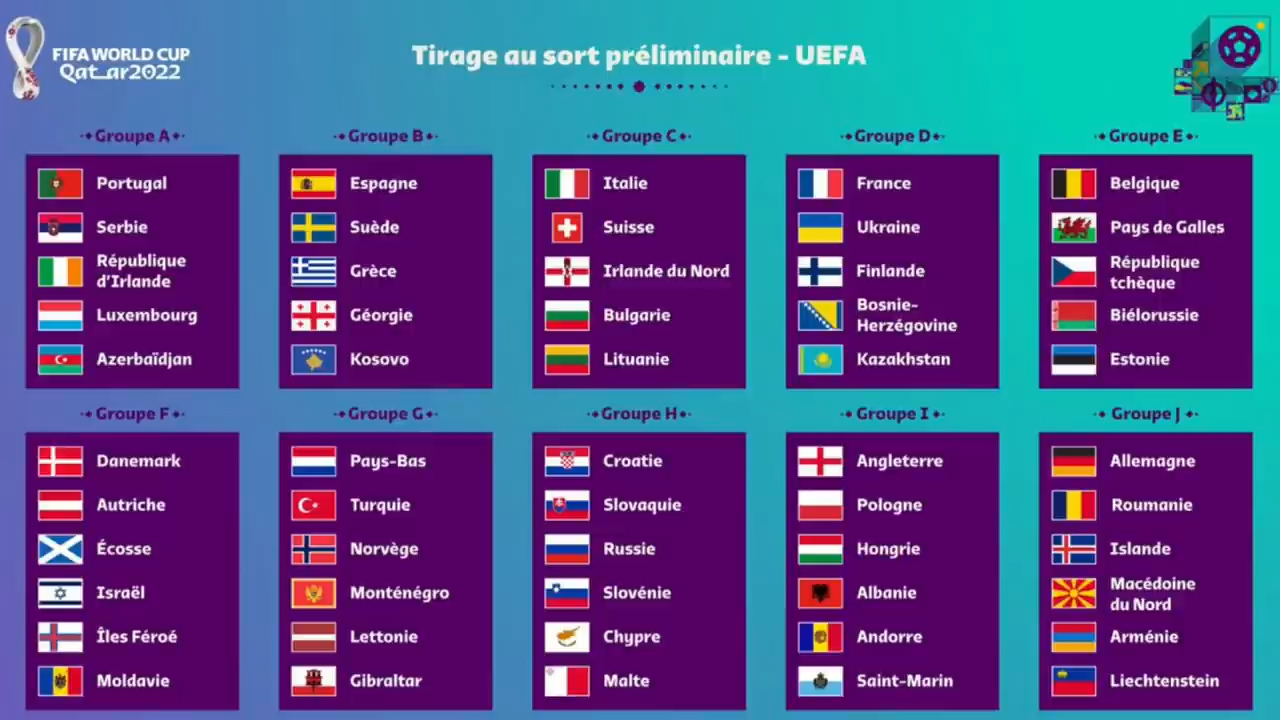 FIFA WORLD CUP
Qatar2022
Tirage au sort préliminaire - UEFA
Groupe A
Portugal
Serbie
République
d'Irlande
Luxembourg
Azerbaïdjan
Groupe B
Espagne
Suède
Grèce
Géorgie
Kosovo
Groupe C
Italie
Suisse
Irlande du Nord
Bulgarie
Lituanie
Groupe D
France
Ukraine
Finlande
Bosnie-
Herzégovine
Kazakhstan
Groupe E
Belgique
Pays de Galles
République
tchèque
Biélorussie
Estonie
Groupe F
Danemark
Autriche
Écosse
Israël
Îles Féroé
Moldavie
Groupe G
Pays-Bas
Turquie
Norvège
Monténégro
Lettonie
Gibraltar
Groupe H
Croatie
Slovaquie
Russie
Slovénie
Chypre
Malte
Groupe I
Angleterre
Pologne
Hongrie
Albanie
Andorre
Saint-Marin
Groupe J
Allemagne
Roumanie
Islande
Macédoine
du Nord
Arménie
Liechtenstein